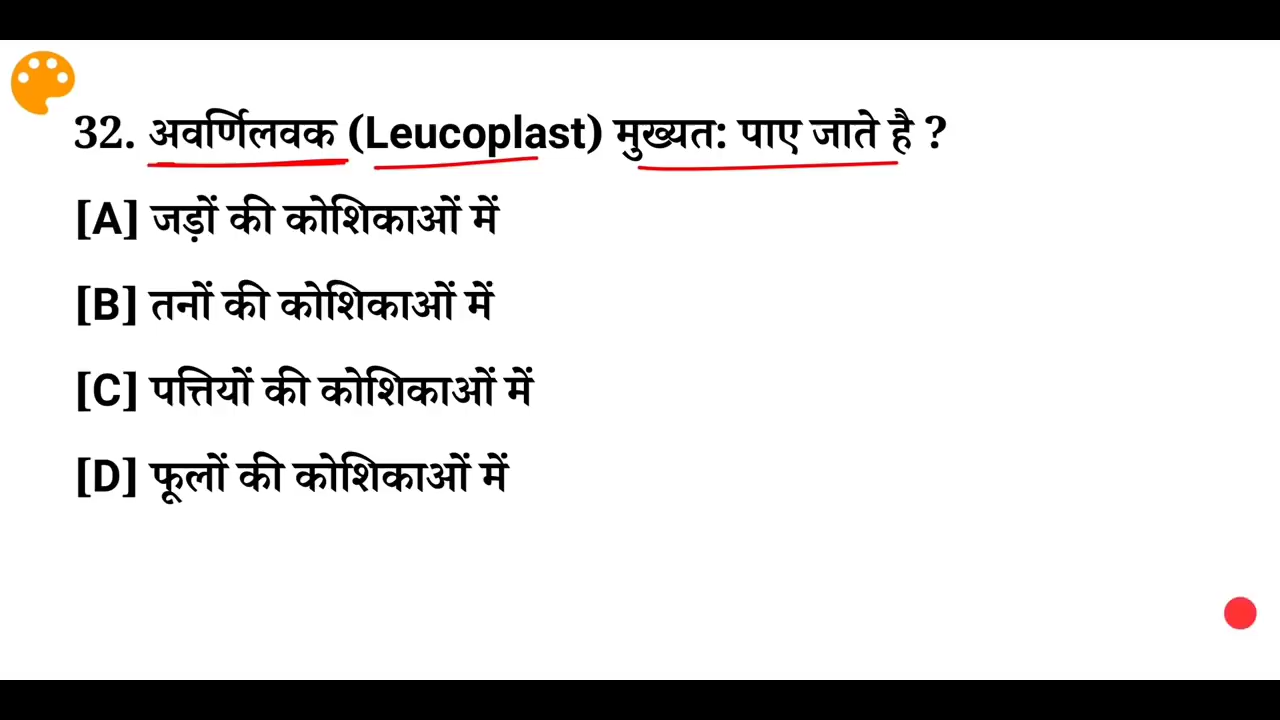 32. अवर्णिलवक (Leucoplast) मुख्यत: पाए जाते है ?
[A] जड़ों की कोशिकाओं में
[B] तनों की कोशिकाओं में
[C] पत्तियों की कोशिकाओं में
[D] फूलों की कोशिकाओं में